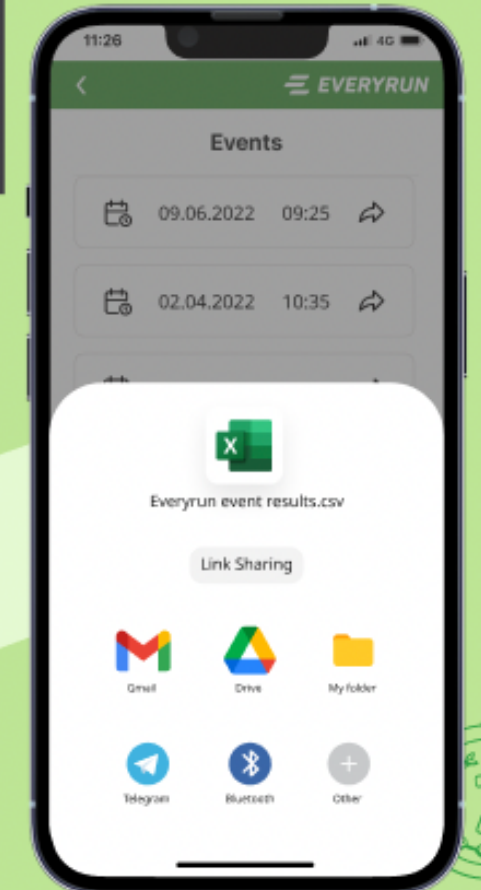 11:26 4G
EVERYRUN
Events
09.06.2022 09:25
02.04.2022 10:35
X
Everyrun event results.csv
Link Sharing
Gmail Drive My folder
Telegram Bluetooth Other